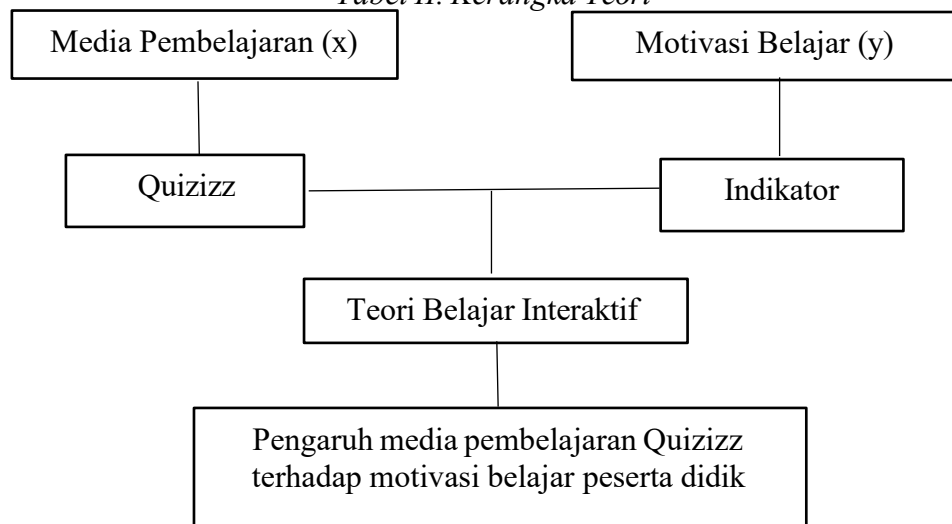 Tabel II. Kerangka Teori
Media Pembelajaran (x)
Motivasi Belajar (y)
Quizizz
Indikator
Teori Belajar Interaktif
Pengaruh media pembelajaran Quizizz
terhadap motivasi belajar peserta didik